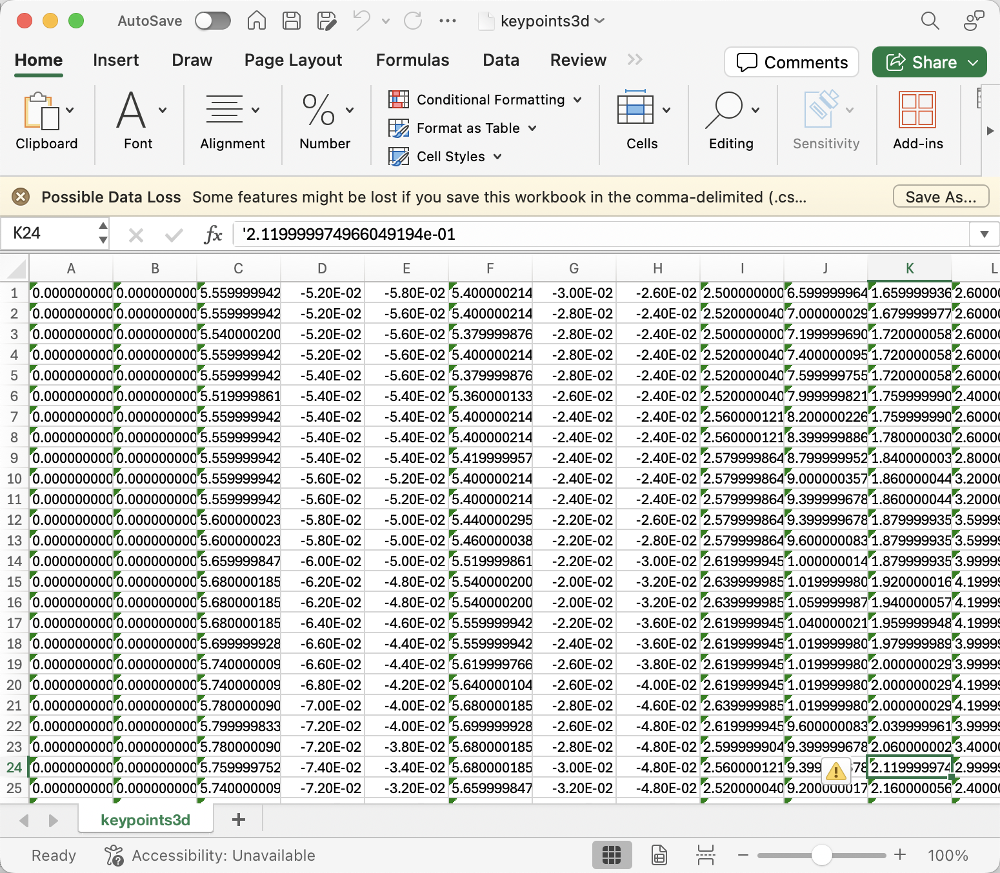 AutoSave keypoints3d
Home Insert Draw Page Layout Formulas Data Review Comments Share
Clipboard Font Alignment Number Conditional Formatting Format as Table Cell Styles Cells Editing Sensitivity Add-ins
Possible Data Loss Some features might be lost if you save this workbook in the comma-delimited (.cs... Save As...
K24 fx '2.119999974966049194e-01
A B C D E F G H I J K L
1 0.000000000 0.000000000 5.559999942 -5.20E-02 -5.80E-02 5.400000214 -3.00E-02 -2.60E-02 2.500000000 6.599999964 1.659999936 2.6000
2 0.000000000 0.000000000 5.559999942 -5.20E-02 -5.60E-02 5.400000214 -2.80E-02 -2.40E-02 2.520000040 7.000000029 1.679999977 2.6000
3 0.000000000 0.000000000 5.540000200 -5.20E-02 -5.60E-02 5.379999876 -2.80E-02 -2.40E-02 2.500000000 7.199999690 1.720000058 2.6000
4 0.000000000 0.000000000 5.559999942 -5.20E-02 -5.60E-02 5.400000214 -2.80E-02 -2.40E-02 2.520000040 7.400000095 1.720000058 2.6000
5 0.000000000 0.000000000 5.559999942 -5.40E-02 -5.60E-02 5.379999876 -2.80E-02 -2.40E-02 2.520000040 7.599999755 1.720000058 2.6000
6 0.000000000 0.000000000 5.519999861 -5.40E-02 -5.40E-02 5.360000133 -2.60E-02 -2.40E-02 2.520000040 7.999999821 1.759999990 2.4000
7 0.000000000 0.000000000 5.559999942 -5.40E-02 -5.40E-02 5.400000214 -2.40E-02 -2.40E-02 2.560000121 8.200000226 1.759999990 2.6000
8 0.000000000 0.000000000 5.559999942 -5.40E-02 -5.40E-02 5.400000214 -2.40E-02 -2.40E-02 2.560000121 8.399999886 1.780000030 2.6000
9 0.000000000 0.000000000 5.559999942 -5.40E-02 -5.40E-02 5.419999957 -2.40E-02 -2.40E-02 2.579999864 8.799999952 1.840000003 2.8000
10 0.000000000 0.000000000 5.559999942 -5.60E-02 -5.20E-02 5.400000214 -2.40E-02 -2.40E-02 2.579999864 9.000000357 1.860000044 3.2000
11 0.000000000 0.000000000 5.559999942 -5.60E-02 -5.20E-02 5.400000214 -2.40E-02 -2.40E-02 2.579999864 9.399999678 1.860000044 3.2000
12 0.000000000 0.000000000 5.600000023 -5.80E-02 -5.00E-02 5.440000295 -2.20E-02 -2.60E-02 2.579999864 9.399999678 1.879999935 3.5999
13 0.000000000 0.000000000 5.600000023 -5.80E-02 -5.00E-02 5.460000038 -2.20E-02 -2.80E-02 2.579999864 9.600000083 1.879999935 3.5999
14 0.000000000 0.000000000 5.659999847 -6.00E-02 -5.00E-02 5.519999861 -2.20E-02 -3.00E-02 2.619999945 1.000000014 1.879999935 3.9999
15 0.000000000 0.000000000 5.680000185 -6.20E-02 -4.80E-02 5.540000200 -2.00E-02 -3.20E-02 2.639999985 1.019999980 1.920000016 4.1999
16 0.000000000 0.000000000 5.680000185 -6.20E-02 -4.80E-02 5.540000200 -2.00E-02 -3.20E-02 2.639999985 1.059999987 1.940000057 4.1999
17 0.000000000 0.000000000 5.680000185 -6.40E-02 -4.60E-02 5.559999942 -2.20E-02 -3.60E-02 2.619999945 1.040000021 1.959999948 4.1999
18 0.000000000 0.000000000 5.699999928 -6.60E-02 -4.40E-02 5.559999942 -2.40E-02 -3.60E-02 2.619999945 1.019999980 1.979999989 3.9999
19 0.000000000 0.000000000 5.740000009 -6.60E-02 -4.40E-02 5.619999766 -2.60E-02 -3.80E-02 2.619999945 1.019999980 2.000000029 3.9999
20 0.000000000 0.000000000 5.740000009 -6.80E-02 -4.20E-02 5.640000104 -2.60E-02 -4.00E-02 2.619999945 1.019999980 2.000000029 4.1999
21 0.000000000 0.000000000 5.780000090 -7.00E-02 -4.00E-02 5.680000185 -2.80E-02 -4.60E-02 2.639999985 1.019999980 2.000000029 4.1999
22 0.000000000 0.000000000 5.799999833 -7.20E-02 -4.00E-02 5.699999928 -2.60E-02 -4.80E-02 2.619999945 9.600000083 2.039999961 3.9999
23 0.000000000 0.000000000 5.780000090 -7.20E-02 -3.80E-02 5.680000185 -2.80E-02 -4.80E-02 2.599999904 9.399999678 2.060000002 3.4000
24 0.000000000 0.000000000 5.759999752 -7.40E-02 -3.40E-02 5.680000185 -3.00E-02 -4.80E-02 2.560000121 9.399 78 2.119999974 2.9999
25 0.000000000 0.000000000 5.740000009 -7.20E-02 -3.20E-02 5.659999847 -3.20E-02 -4.80E-02 2.520000040 9.200000017 2.160000056 2.4000
keypoints3d
Ready Accessibility: Unavailable 100%